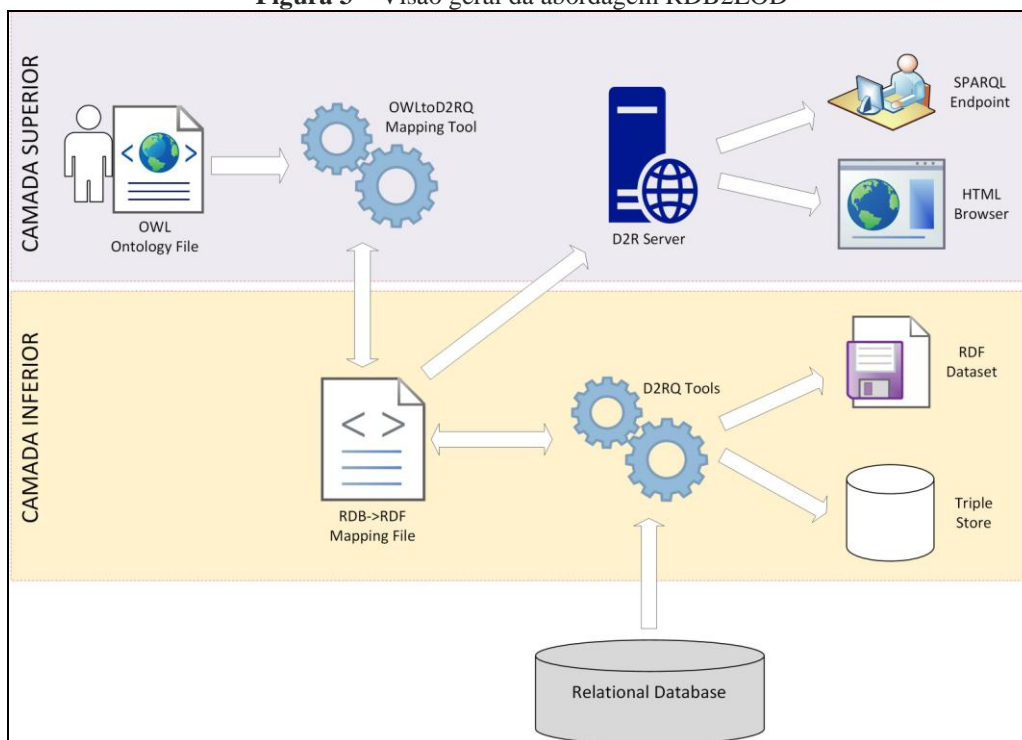 Figura 3 – Visão geral da abordagem RDB2LOD
CAMADA SUPERIOR
OWL
Ontology File
OWLtoD2RQ
Mapping Tool
D2R Server
SPARQL
Endpoint
HTML
Browser
CAMADA INFERIOR
RDB->RDF
Mapping File
D2RQ Tools
RDF
Dataset
Triple
Store
Relational Database